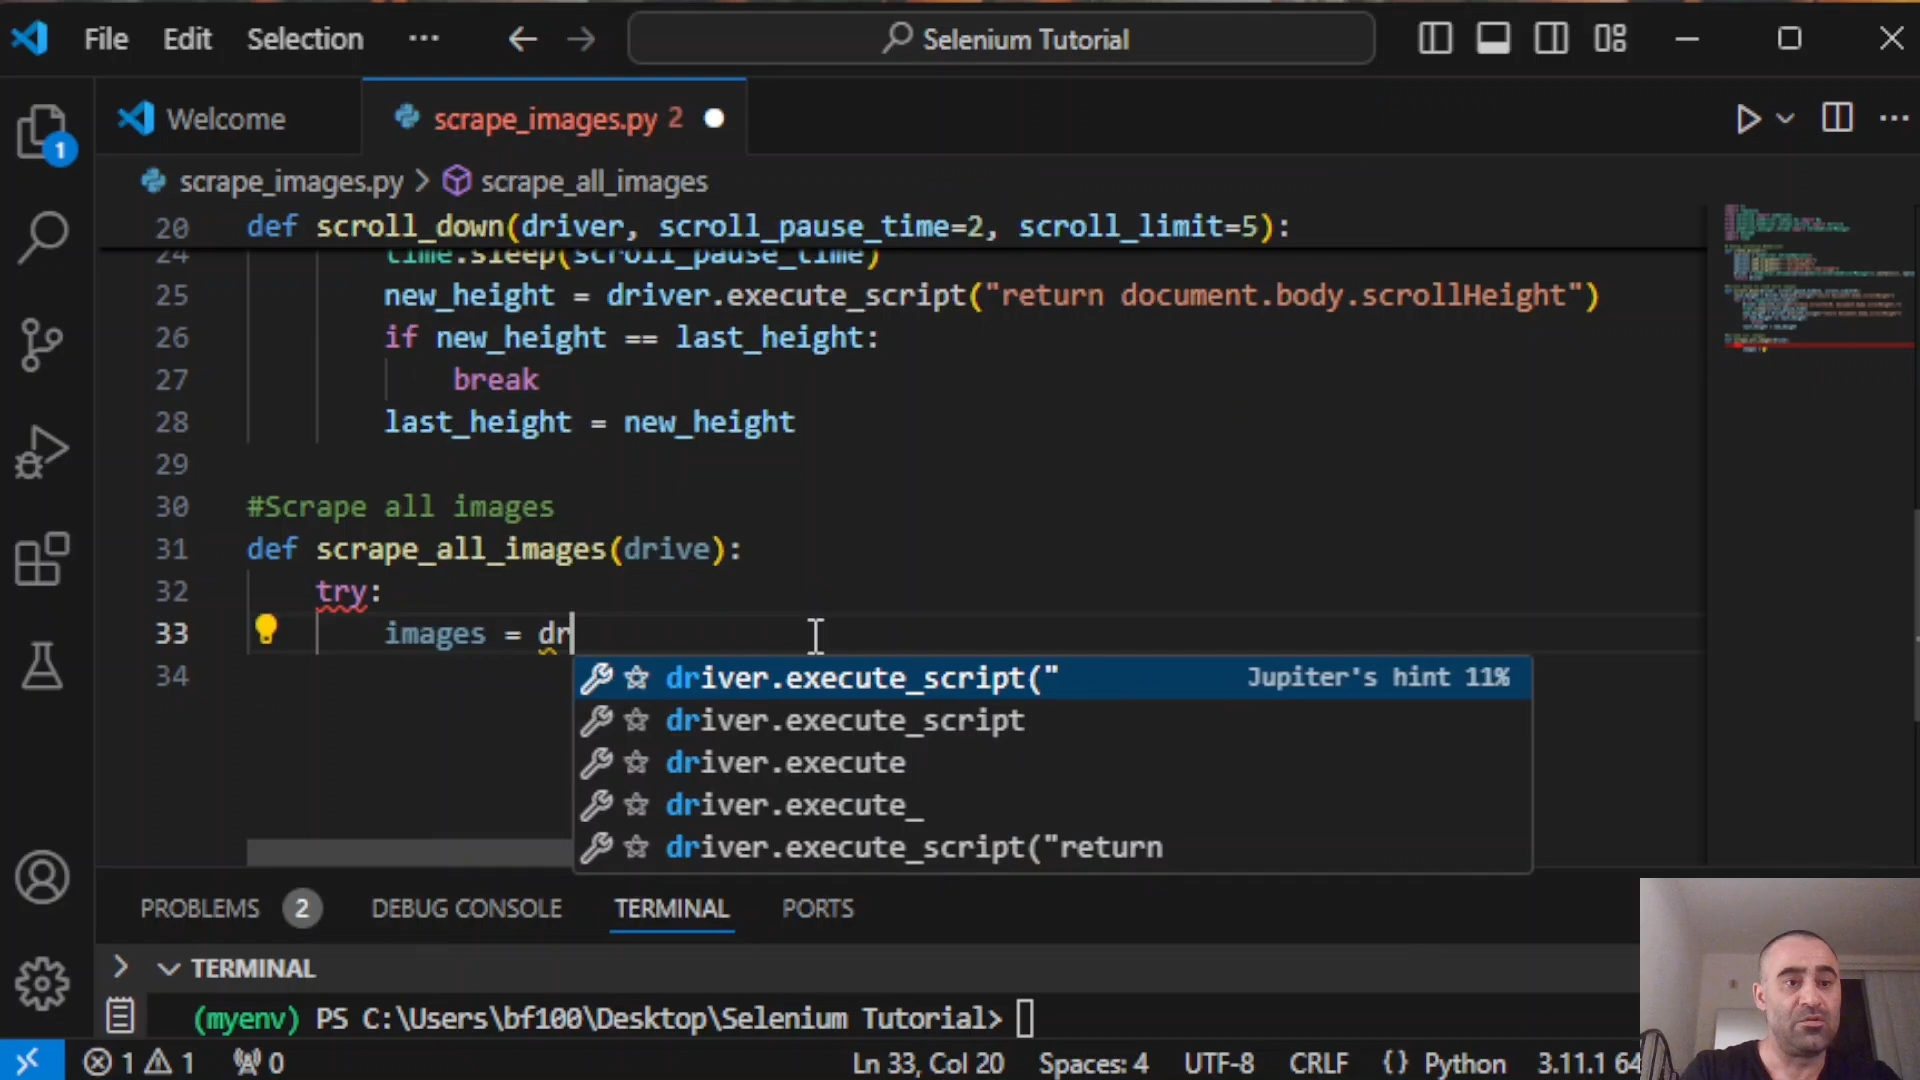 File Edit Selection ··· Selenium Tutorial
Welcome scrape_images.py 2
scrape_images.py > scrape_all_images
20 def scroll_down(driver, scroll_pause_time=2, scroll_limit=5):
24 time.sleep(scroll_pause_time)
25 new_height = driver.execute_script("return document.body.scrollHeight")
26 if new_height == last_height:
27 break
28 last_height = new_height
29
30 #Scrape all images
31 def scrape_all_images(drive):
32 try:
33 images = dr
34
driver.execute_script(" Jupiter's hint 11%
driver.execute_script
driver.execute
driver.execute_
driver.execute_script("return
1
PROBLEMS 2 DEBUG CONSOLE TERMINAL PORTS
TERMINAL
(myenv) PS C:\Users\bf100\Desktop\Selenium Tutorial>
1 1 0 Ln 33, Col 20 Spaces: 4 UTF-8 CRLF {} Python 3.11.1 64